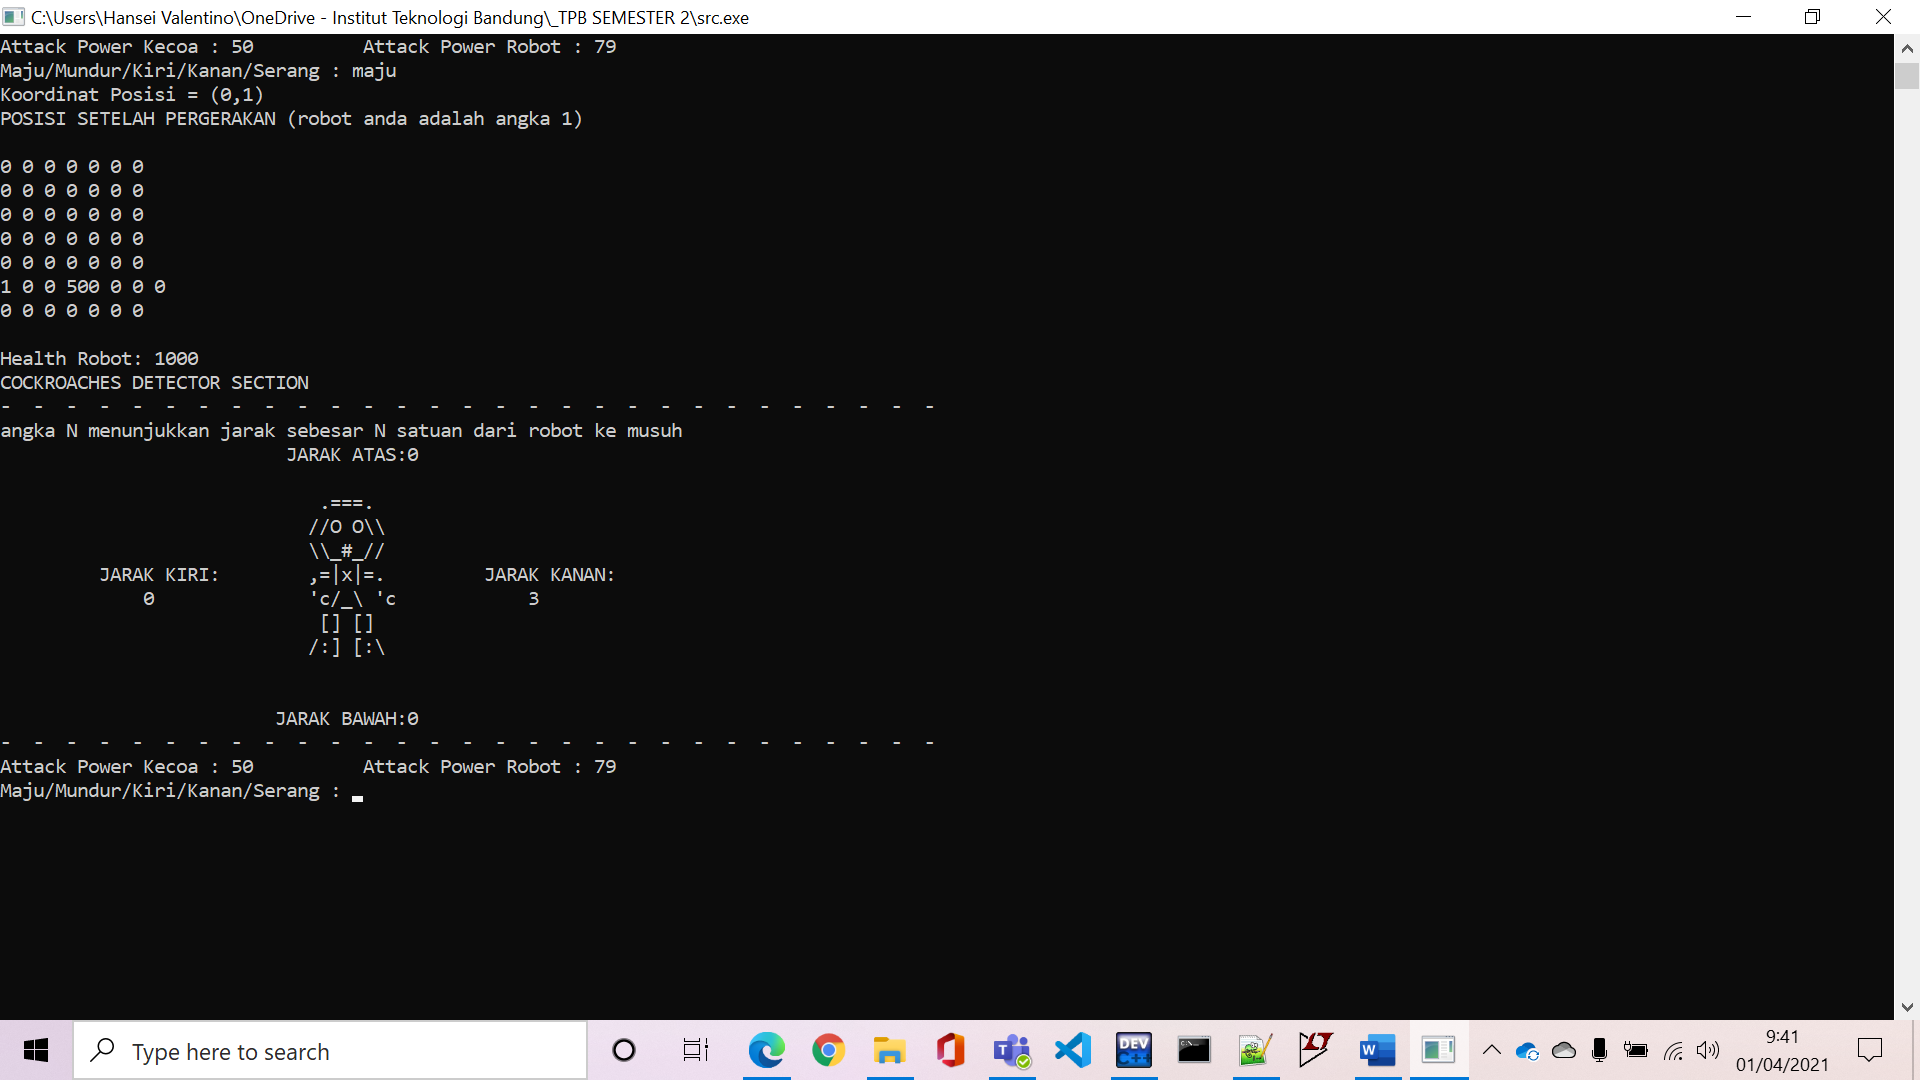 C:\Users\Hansei Valentino\OneDrive - Institut Teknologi Bandung\_TPB SEMESTER 2\src.exe
Attack Power Kecoa : 50          Attack Power Robot : 79
Maju/Mundur/Kiri/Kanan/Serang : maju
Koordinat Posisi = (0,1)
POSISI SETELAH PERGERAKAN (robot anda adalah angka 1)
0 0 0 0 0 0 0
0 0 0 0 0 0 0
0 0 0 0 0 0 0
0 0 0 0 0 0 0
0 0 0 0 0 0 0
1 0 0 500 0 0 0
0 0 0 0 0 0 0
Health Robot: 1000
COCKROACHES DETECTOR SECTION
-  -  -  -  -  -  -  -  -  -  -  -  -  -  -  -  -  -  -  -  -  -  -  -  -  -  -  -  -
angka N menunjukkan jarak sebesar N satuan dari robot ke musuh
                          JARAK ATAS:0
                             .===.
                            //O O\\
                            \\_#_//
         JARAK KIRI:        ,=|x|=.         JARAK KANAN:
             0              'c/_\ 'c            3
                             [] []
                            /:] [:\
                         JARAK BAWAH:0
-  -  -  -  -  -  -  -  -  -  -  -  -  -  -  -  -  -  -  -  -  -  -  -  -  -  -  -  -
Attack Power Kecoa : 50          Attack Power Robot : 79
Maju/Mundur/Kiri/Kanan/Serang :
Type here to search
DEV C++
W
9:41
01/04/2021